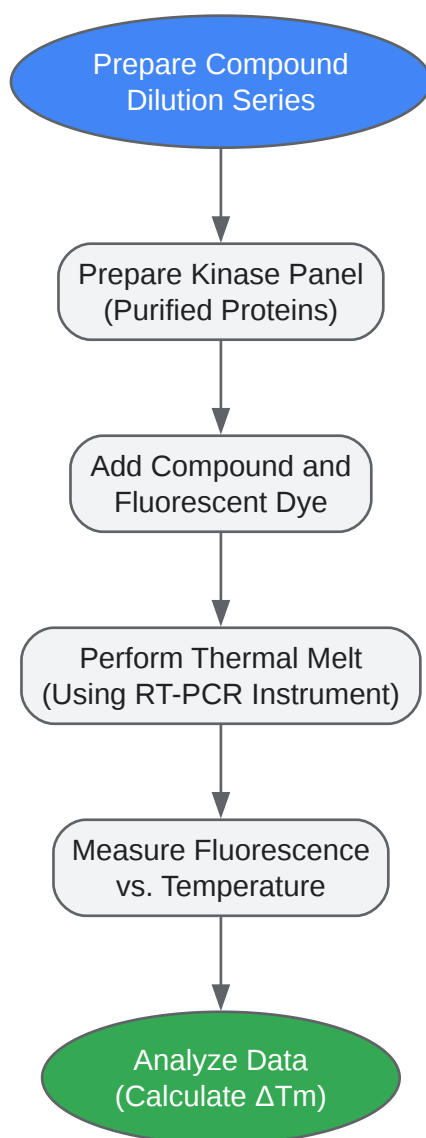 Prepare Compound
Dilution Series
Prepare Kinase Panel
(Purified Proteins)
Add Compound and
Fluorescent Dye
Perform Thermal Melt
(Using RT-PCR Instrument)
Measure Fluorescence
vs. Temperature
Analyze Data
(Calculate ΔTm)